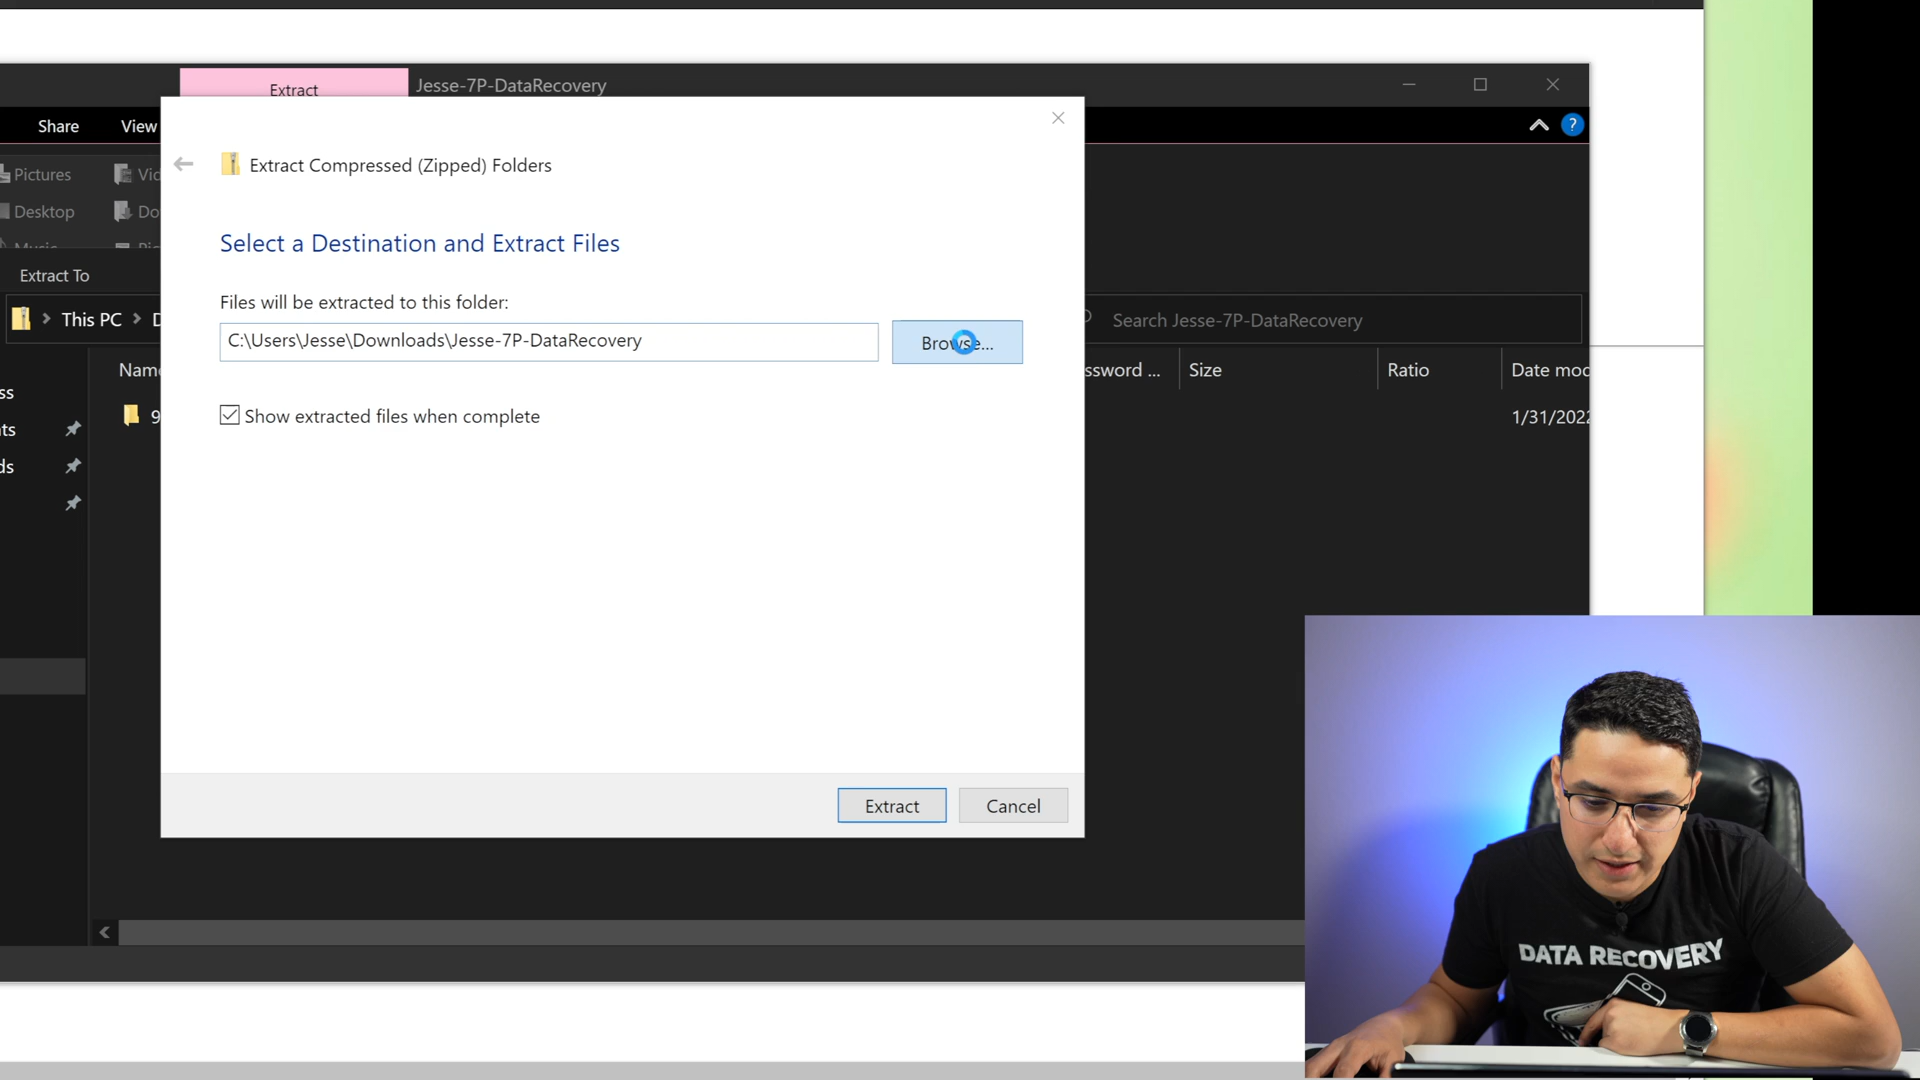 Extract
Jesse-7P-DataRecovery
Share
View
?
Extract Compressed (Zipped) Folders
Pictures
Desktop
Select a Destination and Extract Files
Extract To
Files will be extracted to this folder:
This PC
C:\Users\Jesse\Downloads\Jesse-7P-DataRecovery
Browse...
Search Jesse-7P-DataRecovery
Size
Ratio
Show extracted files when complete
Extract
Cancel
DATA RECOVERY